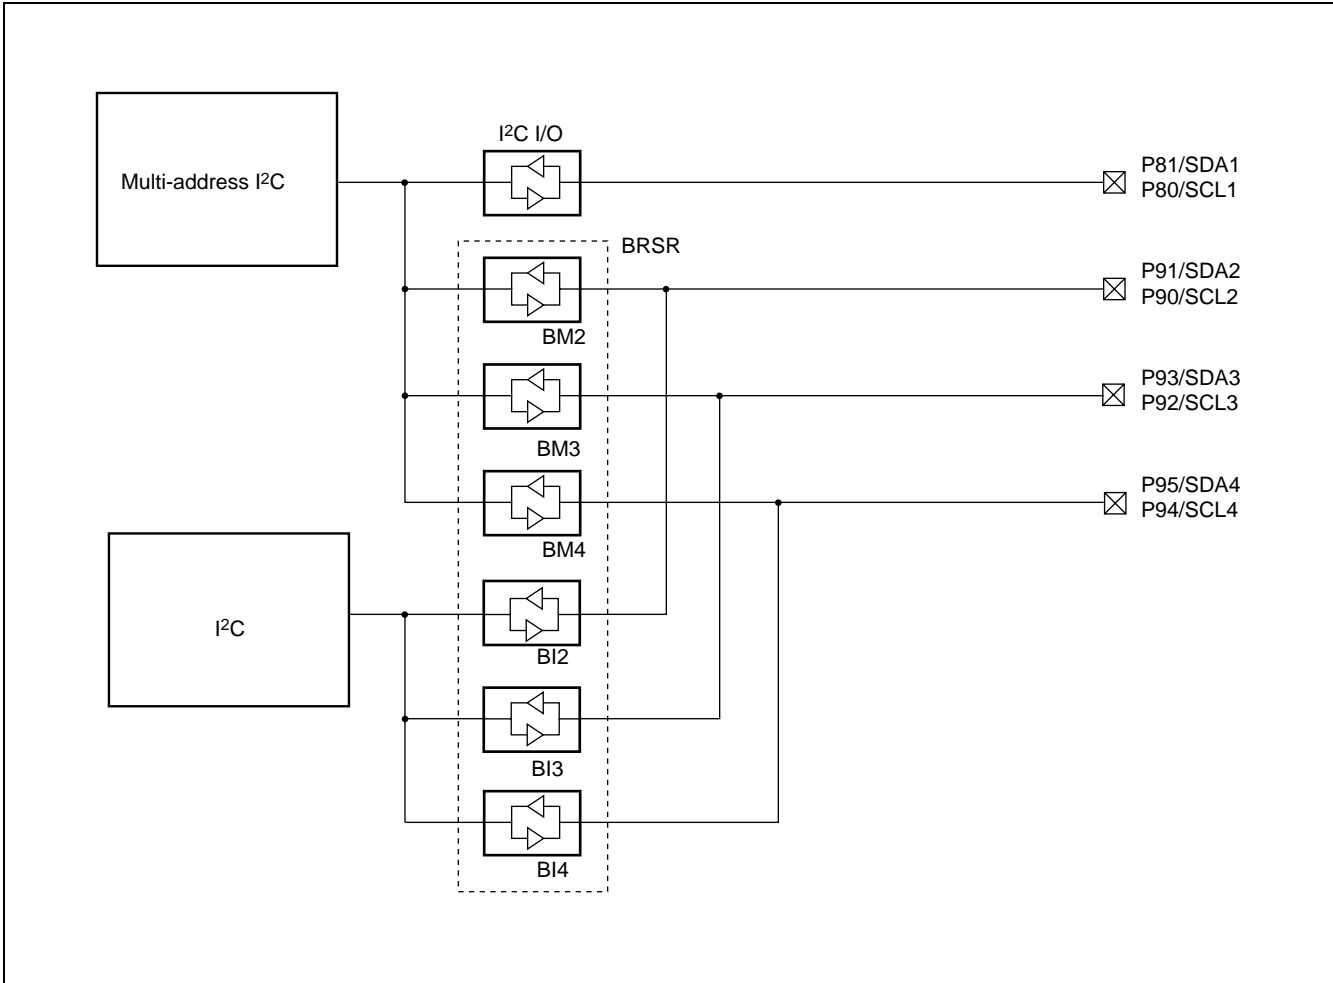 I²C I/O
Multi-address I²C
P81/SDA1
P80/SCL1
BRSR
P91/SDA2
P90/SCL2
BM2
P93/SDA3
P92/SCL3
BM3
P95/SDA4
P94/SCL4
BM4
I²C
BI2
BI3
BI4